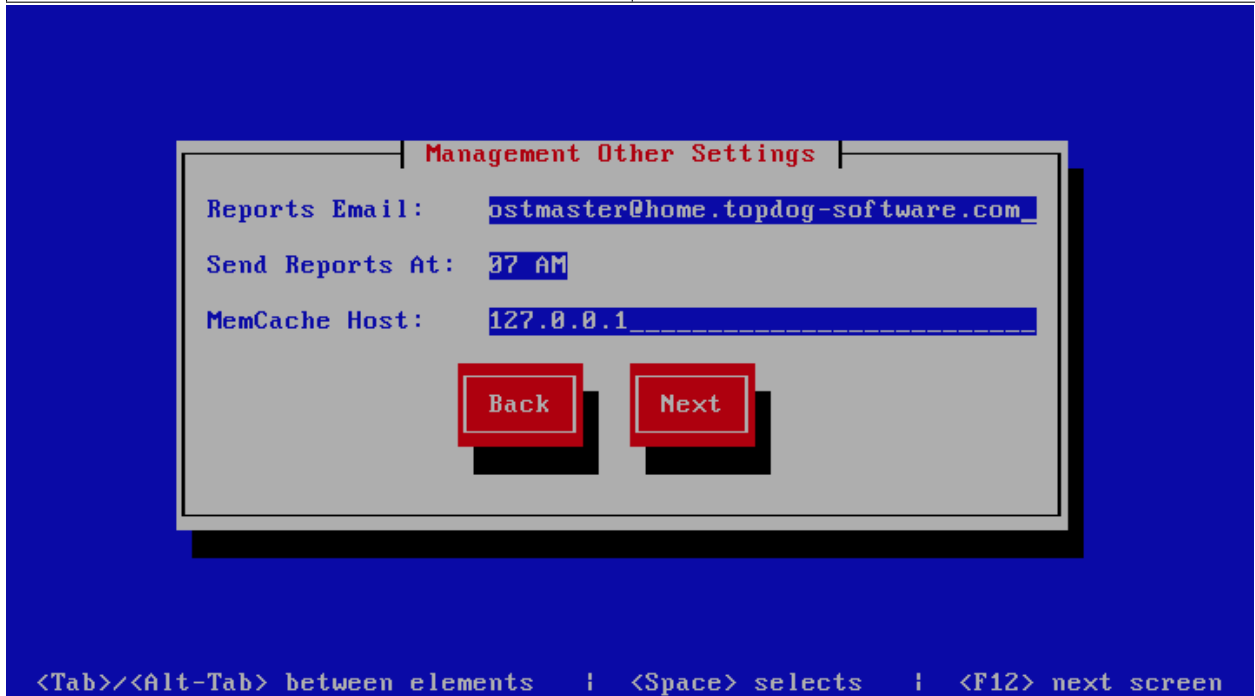 Management Other Settings
Reports Email: ostmaster@home.topdog-software.com_
Send Reports At: 07 AM
MemCache Host: 127.0.0.1__________________________
Back Next
<Tab>/<Alt-Tab> between elements | <Space> selects | <F12> next screen